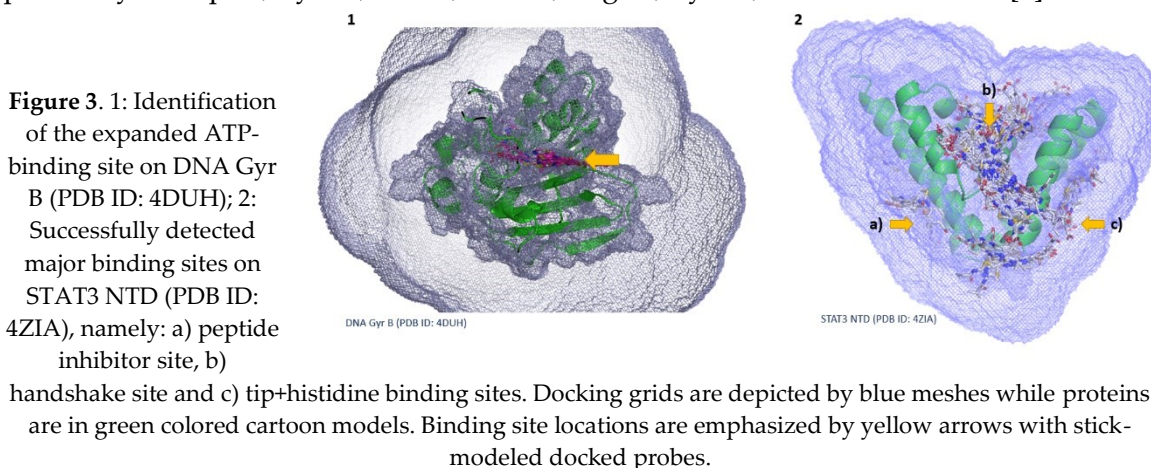 1
2
b)
a)
c)
DNA Gyr B (PDB ID: 4DUH)
STAT3 NTD (PDB ID: 4ZIA)
Figure 3. 1: Identification
of the expanded ATP-
binding site on DNA Gyr
B (PDB ID: 4DUH); 2:
Successfully detected
major binding sites on
STAT3 NTD (PDB ID:
4ZIA), namely: a) peptide
inhibitor site, b)
handshake site and c) tip+histidine binding sites. Docking grids are depicted by blue meshes while proteins
are in green colored cartoon models. Binding site locations are emphasized by yellow arrows with stick-
modeled docked probes.